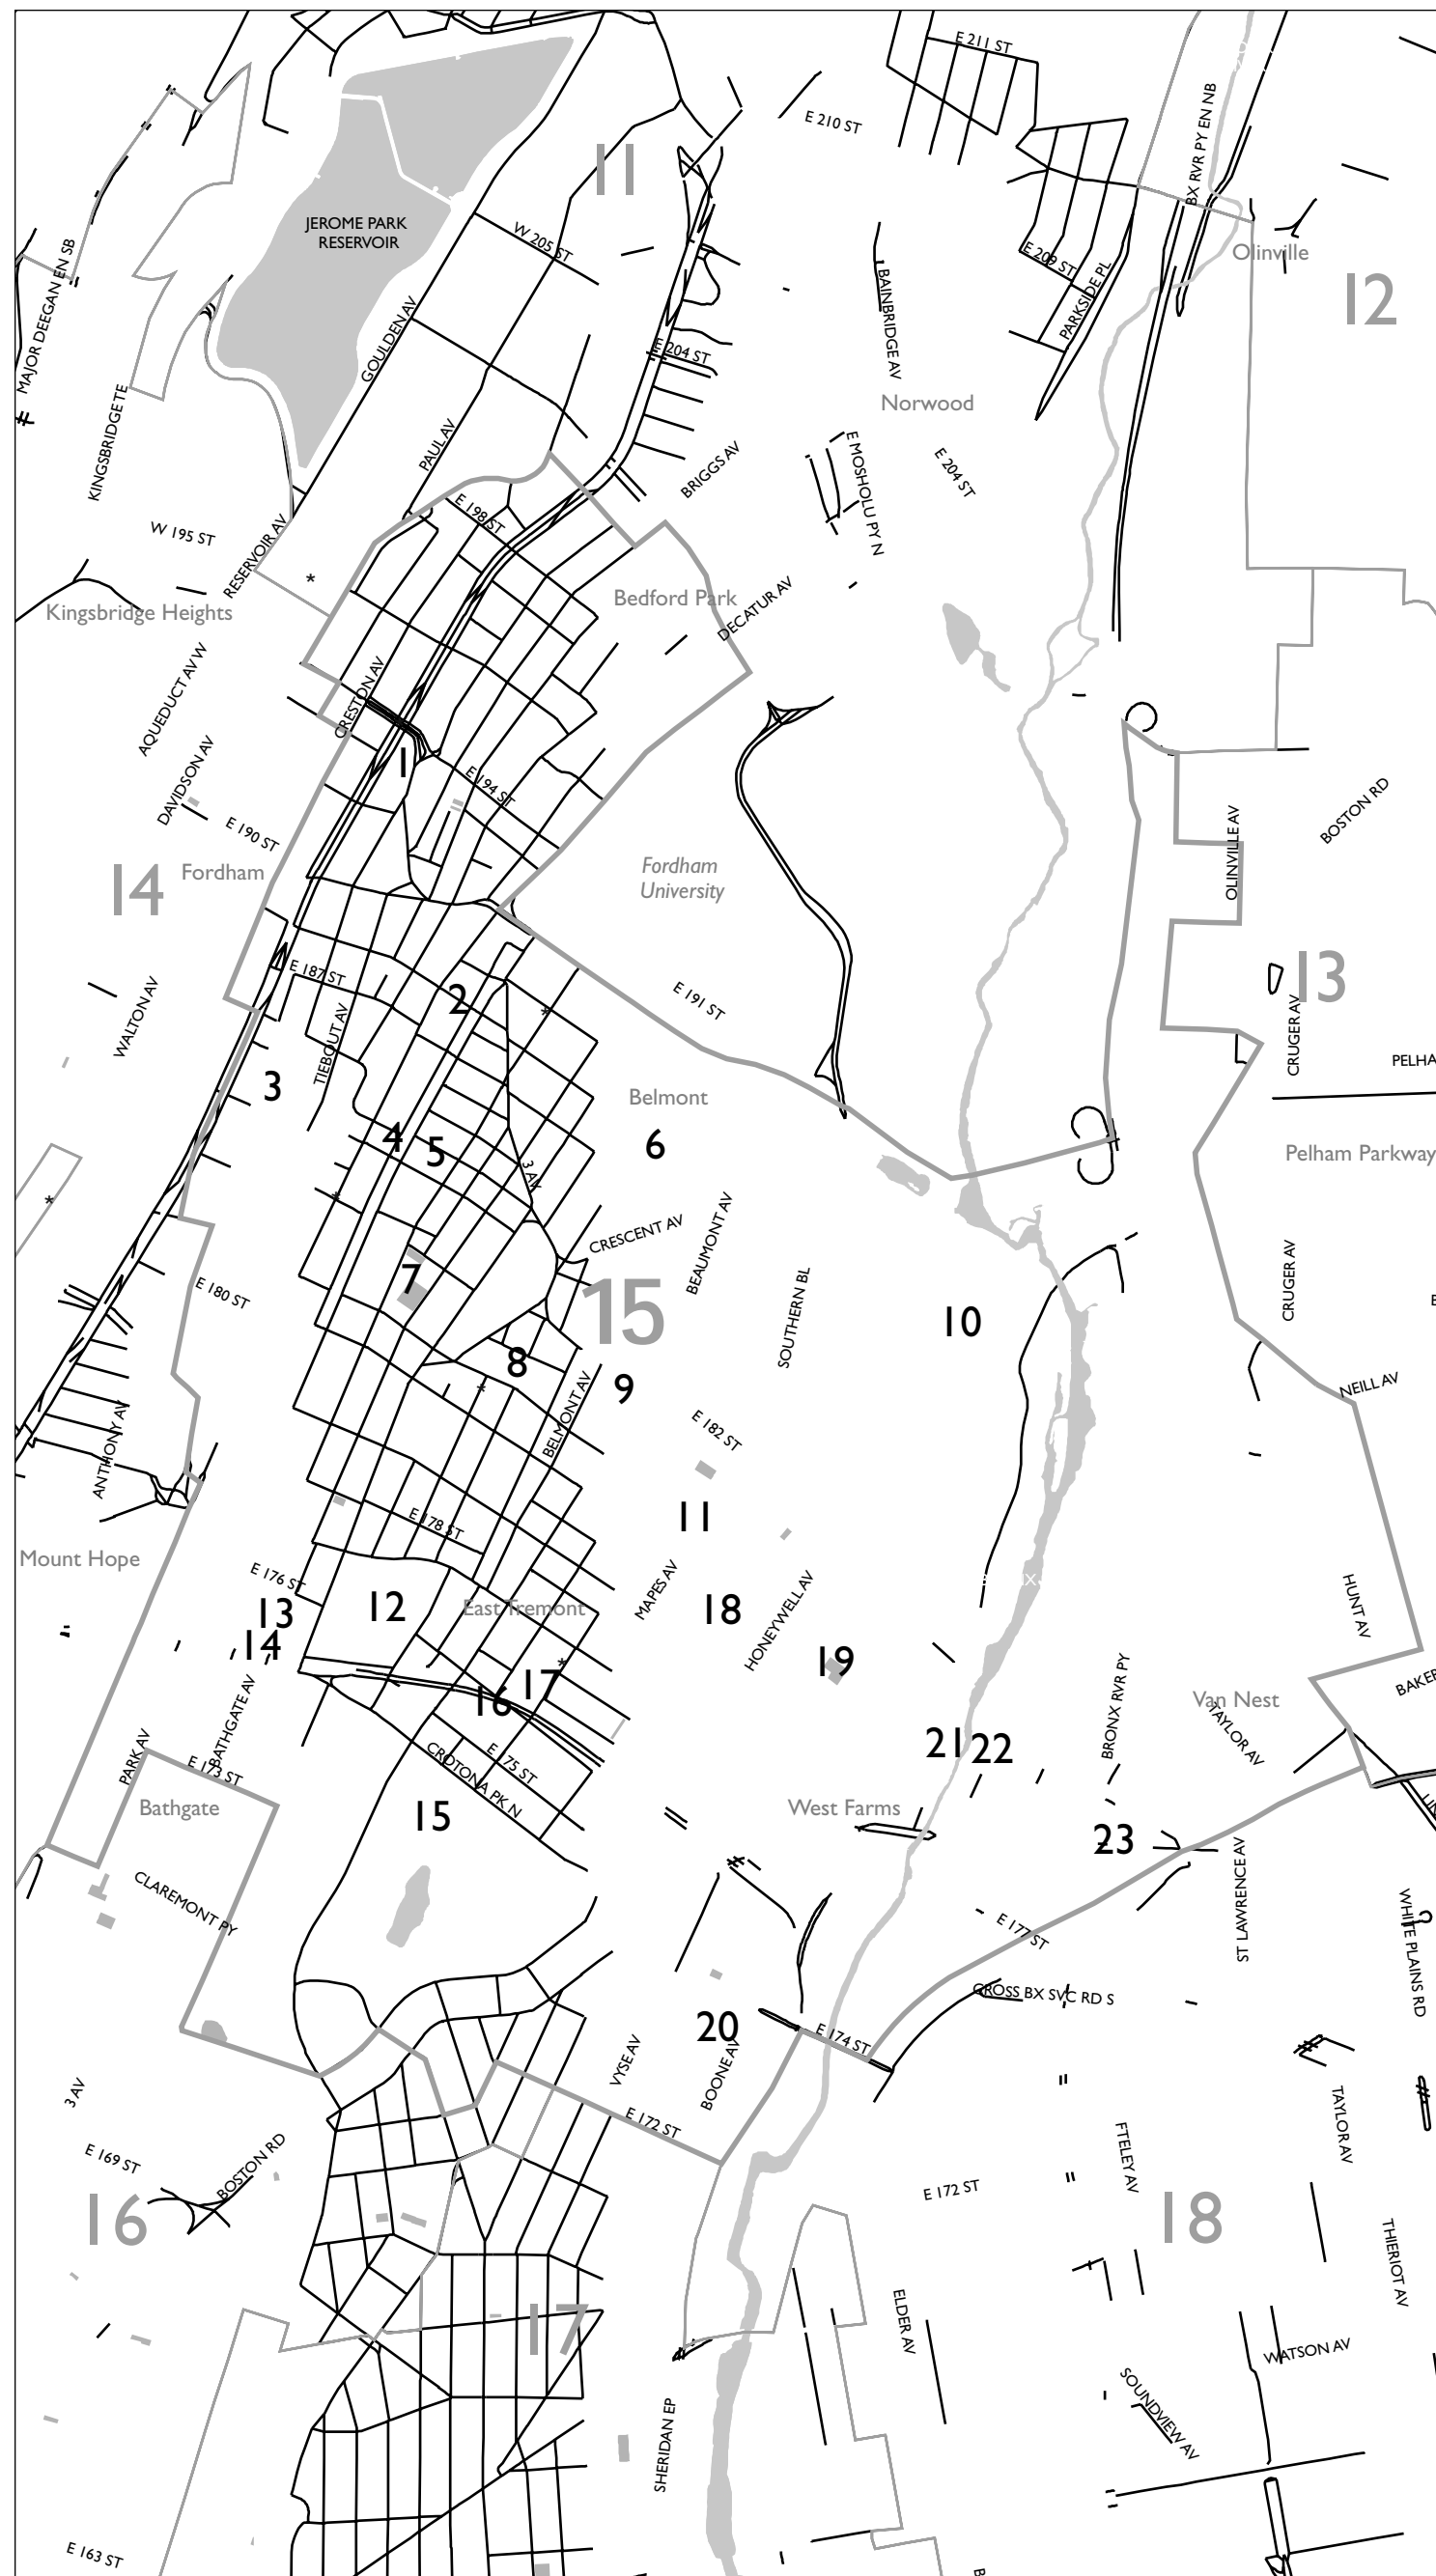 E 211 ST
E 210 ST
BX RVR PY EN NB
11
JEROME PARK
RESERVOIR
W 205 ST
Olinville
E 209 ST
MAJOR DEEGAN EN SB
12
BAINBRIDGE AV
PARKSIDE PL
GOULDEN AV
E 204 ST
Norwood
KINGSBRIDGE TE
PAUL AV
BRIGGS AV
E MOSHOLU PY N
E 204 ST
E 198 ST
W 195 ST
RESERVOIR AV
*
Kingsbridge Heights
Bedford Park
DECATUR AV
AQUEDUCT AV W
CRESTON AV
1
DAVIDSON AV
E 194 ST
BOSTON RD
E 190 ST
OLINVILLE AV
14
Fordham
Fordham
University
E 187 ST
13
2
*
E 191 ST
WALTON AV
TIEBOUT AV
CRUGER AV
PELHA
3
Belmont
4
5
6
Pelham Parkway
3 AV
*
*
CRESCENT AV
BEAUMONT AV
7
CRUGER AV
E 180 ST
15
SOUTHERN BL
10
8
*
9
NEILL AV
BELMONT AV
ANTHONY AV
E 182 ST
E 178 ST
11
Mount Hope
E 176 ST
12
East Tremont
MAPES AV
18
HONEYWELL AV
HUNT AV
13
14
19
17
*
16
BATHGATE AV
BRONX RVR PY
Van Nest
BAKER
TAYLOR AV
21
22
PARK AV
E 173 ST
E 175 ST
CROTONA PK N
Bathgate
15
West Farms
23
ST LAWRENCE AV
CLAREMONT PY
E 177 ST
WHITE PLAINS RD
CROSS BX SVC RD S
20
E 174 ST
VYSE AV
BOONE AV
3 AV
E 172 ST
TAYLOR AV
E 169 ST
BOSTON RD
FTELEY AV
E 172 ST
16
18
THIERIOT AV
17
ELDER AV
WATSON AV
SOUNDVIEW AV
SHERIDAN EP
E 163 ST